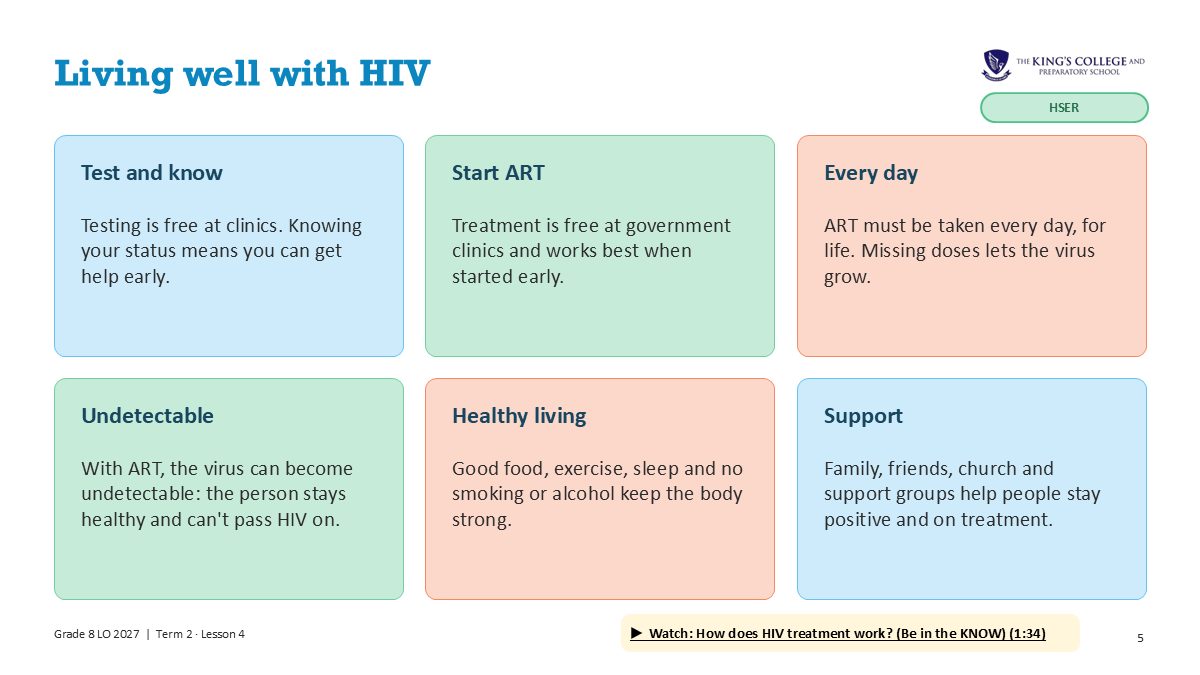 Living well with HIV
THE KING'S COLLEGE AND
PREPARATORY SCHOOL
HSER
Test and know
Testing is free at clinics. Knowing
your status means you can get
help early.
Start ART
Treatment is free at government
clinics and works best when
started early.
Every day
ART must be taken every day, for
life. Missing doses lets the virus
grow.
Undetectable
With ART, the virus can become
undetectable: the person stays
healthy and can't pass HIV on.
Healthy living
Good food, exercise, sleep and no
smoking or alcohol keep the body
strong.
Support
Family, friends, church and
support groups help people stay
positive and on treatment.
Grade 8 LO 2027 | Term 2 · Lesson 4
▶ Watch: How does HIV treatment work? (Be in the KNOW) (1:34)
5